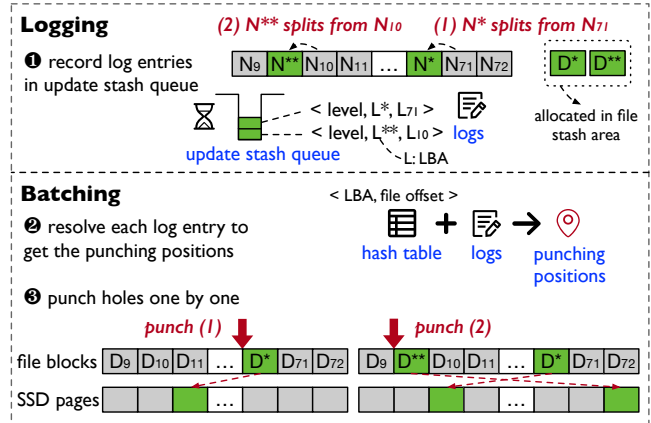 Logging
(2) N** splits from N10 (1) N* splits from N71
❶ record log entries
in update stash queue
N9 N** N10 N11 ... N* N71 N72
D* D**
allocated in file
stash area
< level, L*, L71 >
< level, L**, L10 >
logs
update stash queue
L: LBA
Batching
< LBA, file offset >
❷ resolve each log entry to
get the punching positions
+
hash table logs punching
positions
❸ punch holes one by one
punch (1) punch (2)
file blocks D9 D10 D11 ... D* D71 D72 D9 D** D10 D11 ... D* D71 D72
SSD pages ... ...